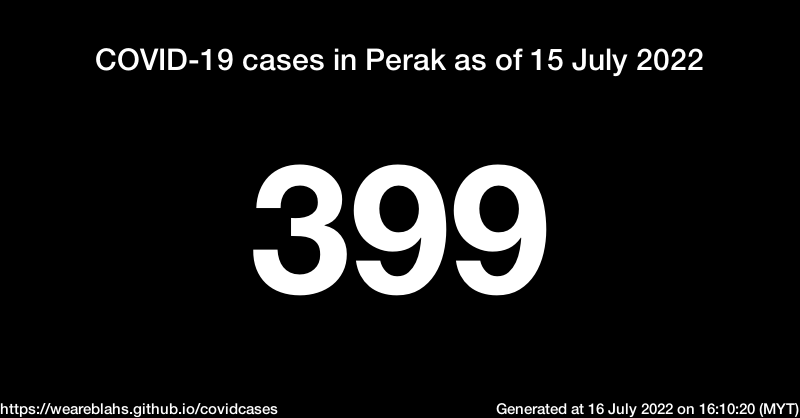 COVID-19 cases in Perak as of 15 July 2022
399
https://weareblahs.github.io/covidcases
Generated at 16 July 2022 on 16:10:20 (MYT)